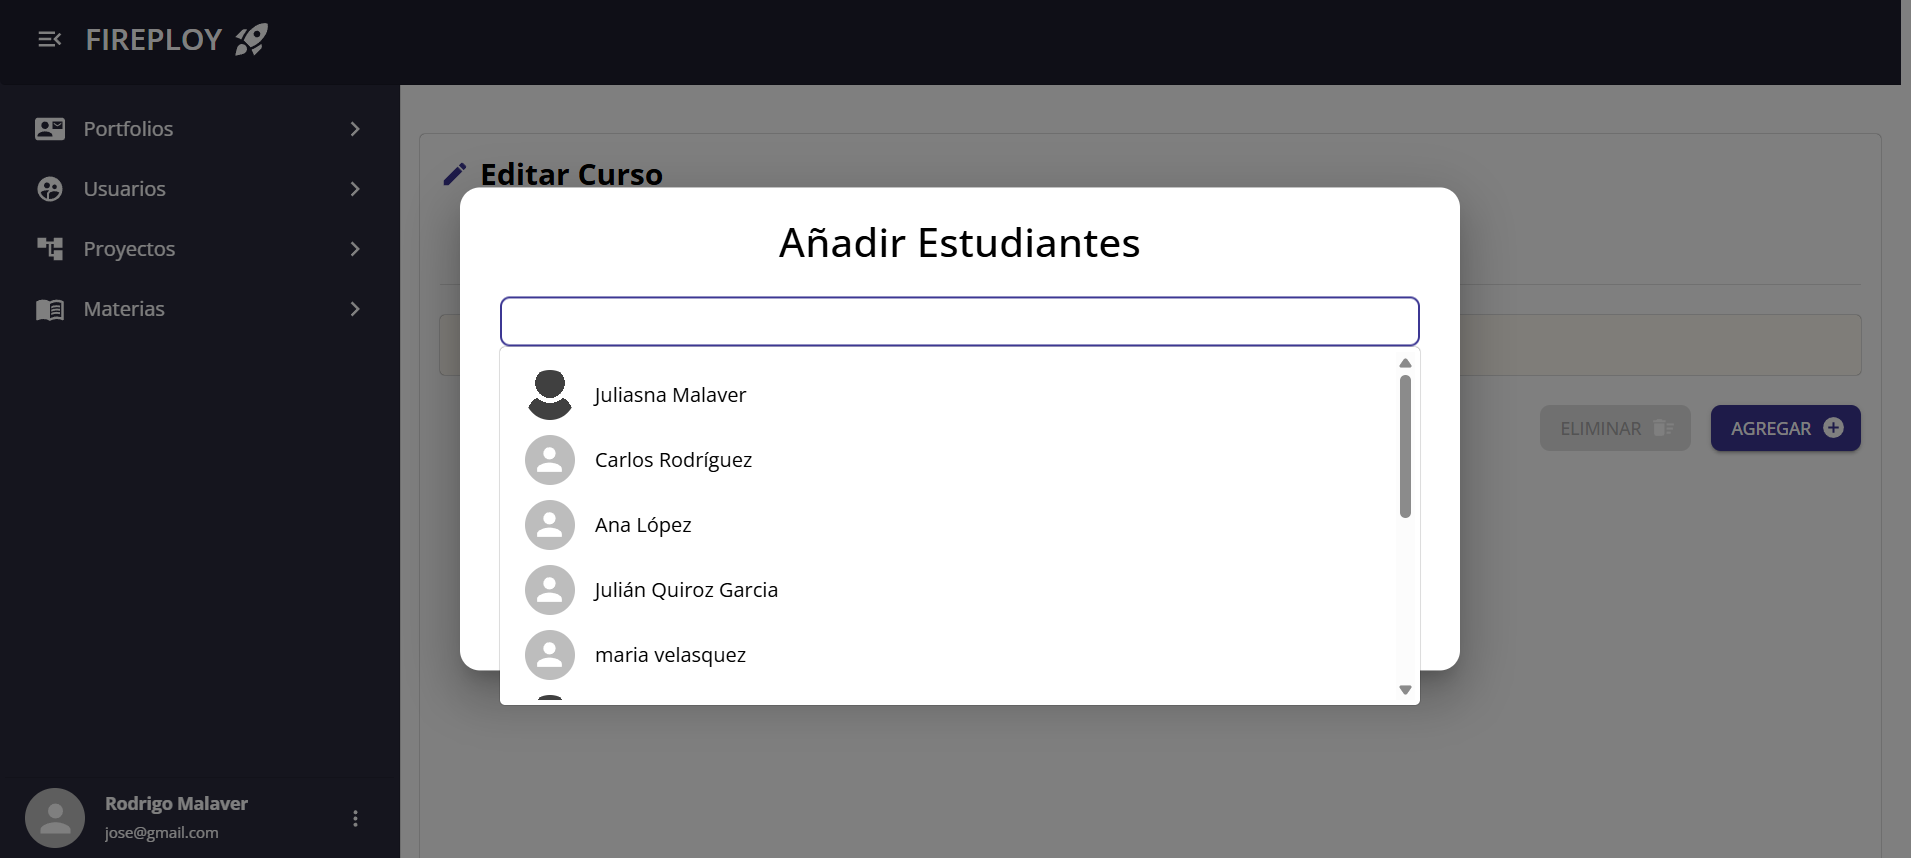 FIREPLOY
Portfolios
Usuarios
Proyectos
Materias
Editar Curso
Añadir Estudiantes
Juliasna Malaver
Carlos Rodríguez
Ana López
Julián Quiroz Garcia
maria velasquez
ELIMINAR
AGREGAR
Rodrigo Malaver
jose@gmail.com